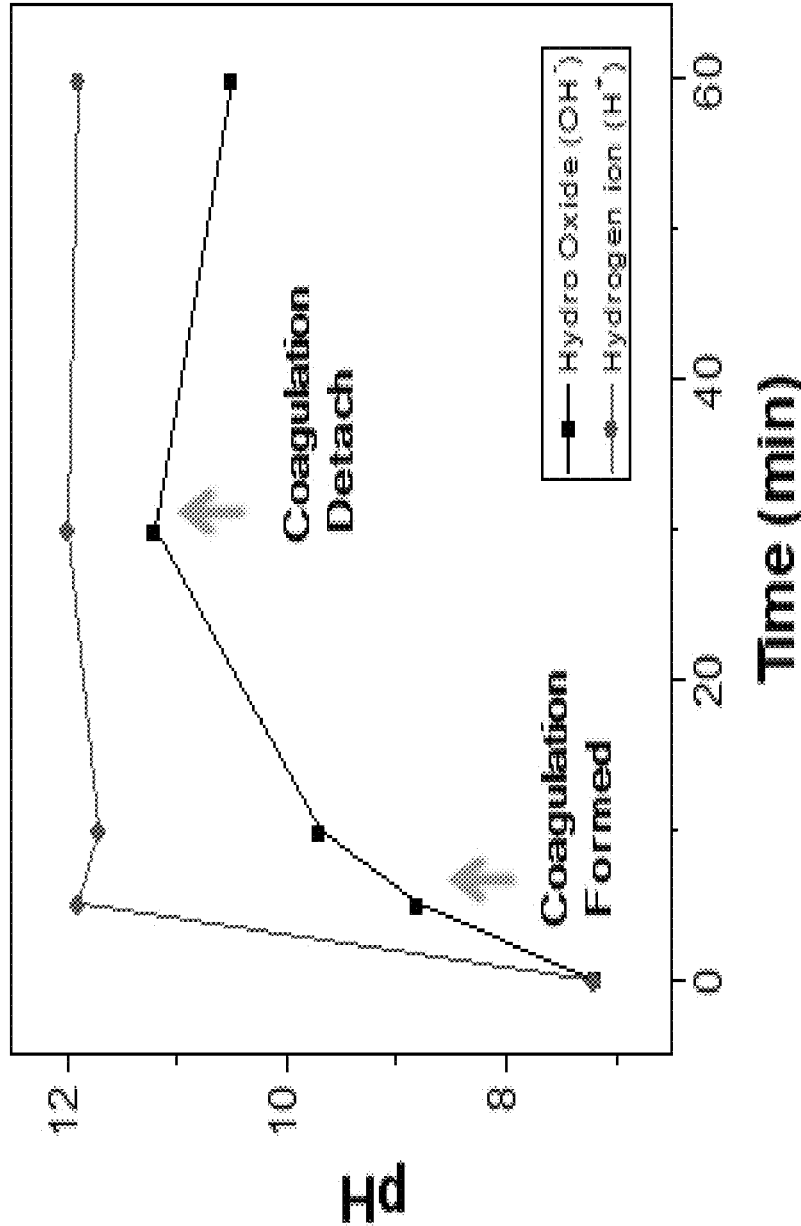 pH
12
10
8
0
20
40
60
Time (min)
Coagulation
Formed
Coagulation
Detach
Hydro Oxide (OH⁻)
Hydrogen ion (H⁺)